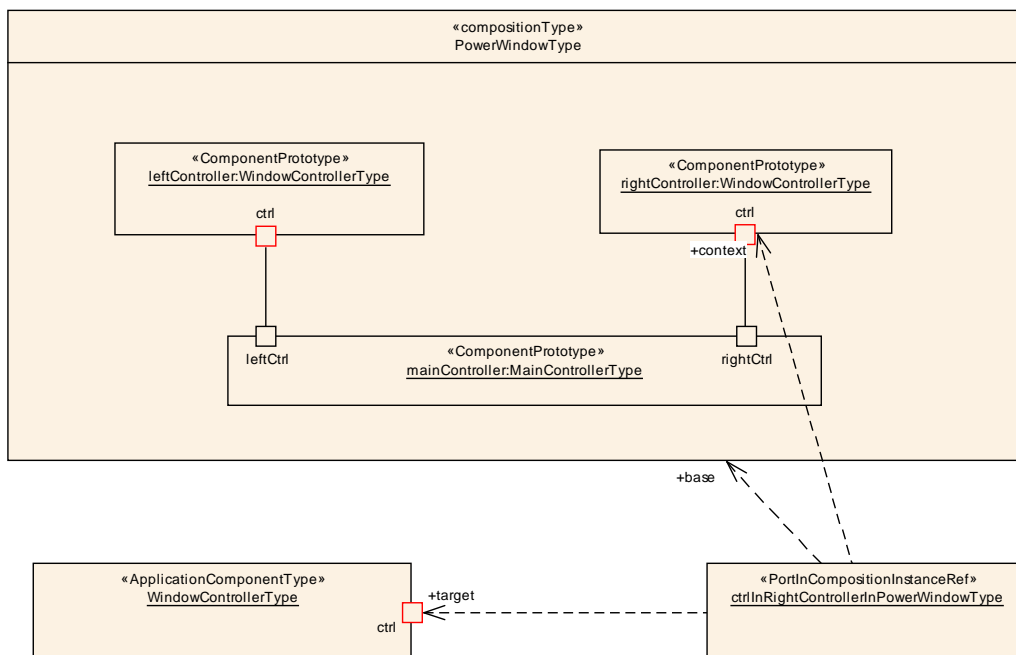 «compositionType»
PowerWindowType
«ComponentPrototype»
leftController:WindowControllerType
ctrl
«ComponentPrototype»
rightController:WindowControllerType
ctrl
+context
leftCtrl
«ComponentPrototype»
mainController:MainControllerType
rightCtrl
+base
«ApplicationComponentType»
WindowControllerType
ctrl
+target
«PortInCompositionInstanceRef»
ctrlInRightControllerInPowerWindowType